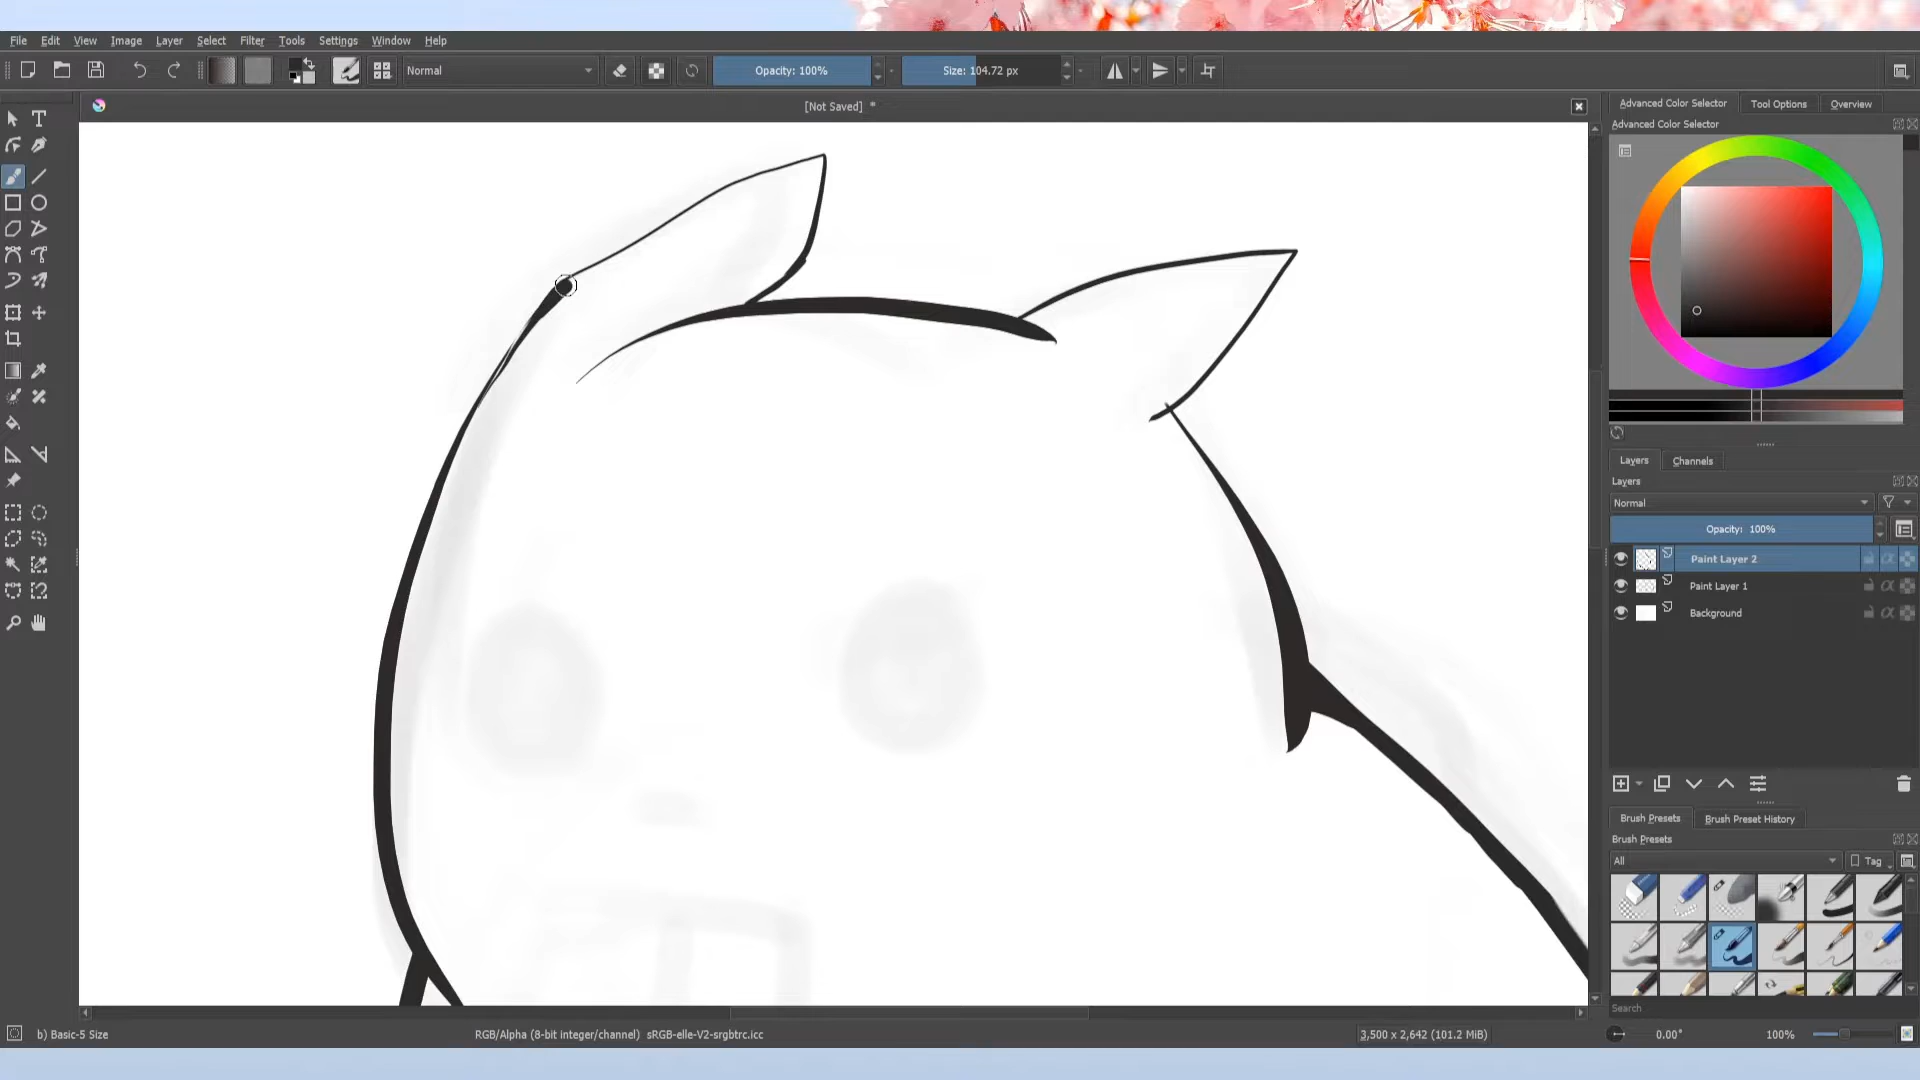 File Edit View Image Layer Select Filter Tools Settings Window Help
Normal
Opacity: 100%
Size: 104.72 px
[Not Saved] *
Advanced Color Selector
Tool Options
Overview
Advanced Color Selector
Layers
Channels
Layers
Normal
Opacity: 100%
Paint Layer 2
Paint Layer 1
Background
Brush Presets
Brush Preset History
Brush Presets
All
Tag
Search
b) Basic-5 Size
RGB/Alpha (8-bit integer/channel) sRGB-elle-V2-srgbtrc.icc
3,500 x 2,642 (101.2 MiB)
0.00°
100%